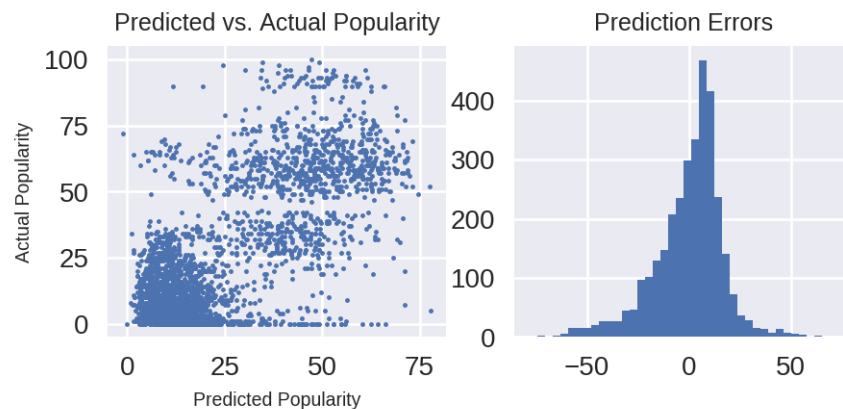 Predicted vs. Actual Popularity
Actual Popularity
100
75
50
25
0
0 25 50 75
Predicted Popularity
Prediction Errors
400
300
200
100
0
−50 0 50